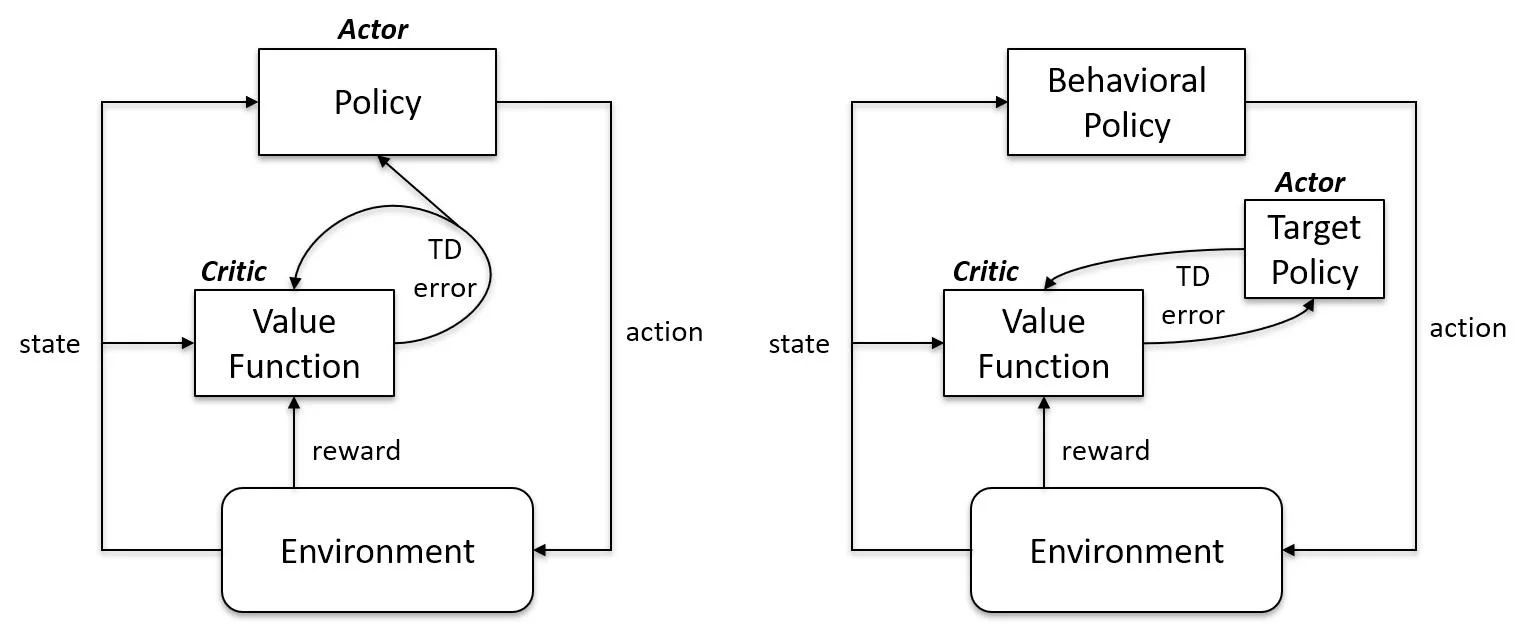 Actor
Policy
TD
error
Critic
Value
Function
state
action
reward
Environment
Behavioral
Policy
Actor
Target
Policy
TD
error
Critic
Value
Function
state
action
reward
Environment